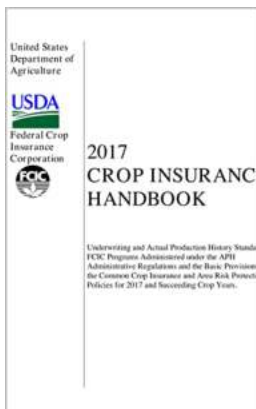 United States
Department of
Agriculture
USDA
Federal Crop
Insurance
Corporation
FCIC
2017
CROP INSURANC
HANDBOOK
Underwriting and Actual Production History Standa
FCIC Programs Administered under the APH
Administrative Regulations and the Basic Provision
the Common Crop Insurance and Area Risk Protecti
Policies for 2017 and Succeeding Crop Years.